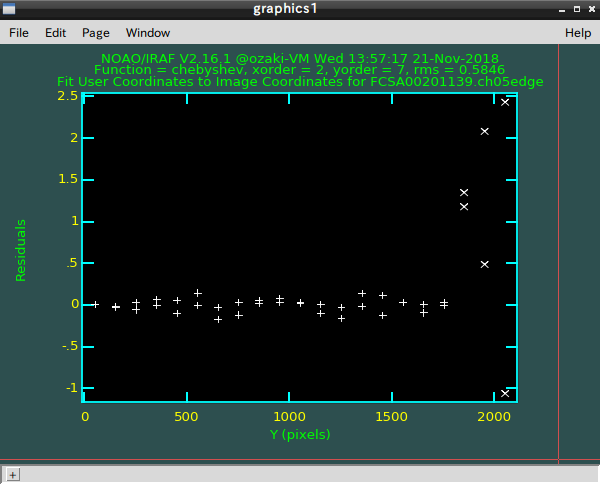 graphics1
File Edit Page Window Help
NOAO/IRAF V2.16.1 @ozaki-VM Wed 13:57:17 21-Nov-2018
Function = chebyshev, xorder = 2, yorder = 7, rms = 0.5846
Fit User Coordinates to Image Coordinates for FCSA00201139.ch05edge
2.5
2
1.5
1
.5
0
-.5
-1
Residuals
0 500 1000 1500 2000
Y (pixels)